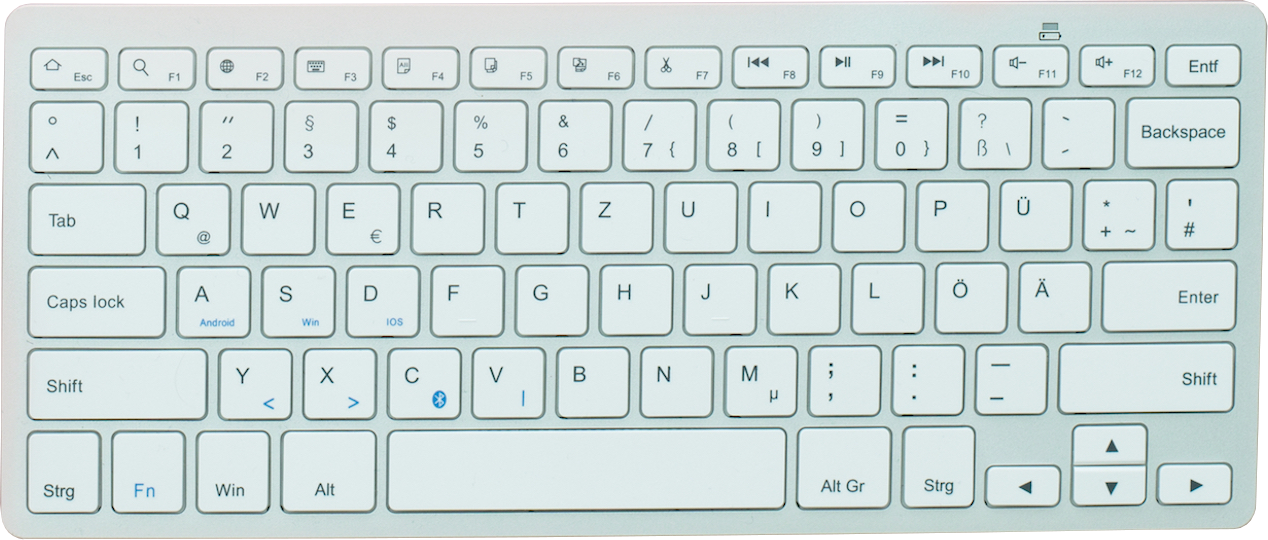 Esc F1 F2 F3 F4 F5 F6 F7 F8 F9 F10 F11 F12 Entf
° ! " § $ % & / ( ) = ? `
^ 1 2 3 4 5 6 7 { 8 [ 9 ] 0 } ß \ ´ Backspace
Tab Q W E R T Z U I O P Ü * '
@ € + ~ #
Caps lock A S D F G H J K L Ö Ä Enter
Android Win IOS
Shift Y X C V B N M ; : — Shift
< > | µ , . _
Strg Fn Win Alt Alt Gr Strg ◄ ▲ ▼ ►